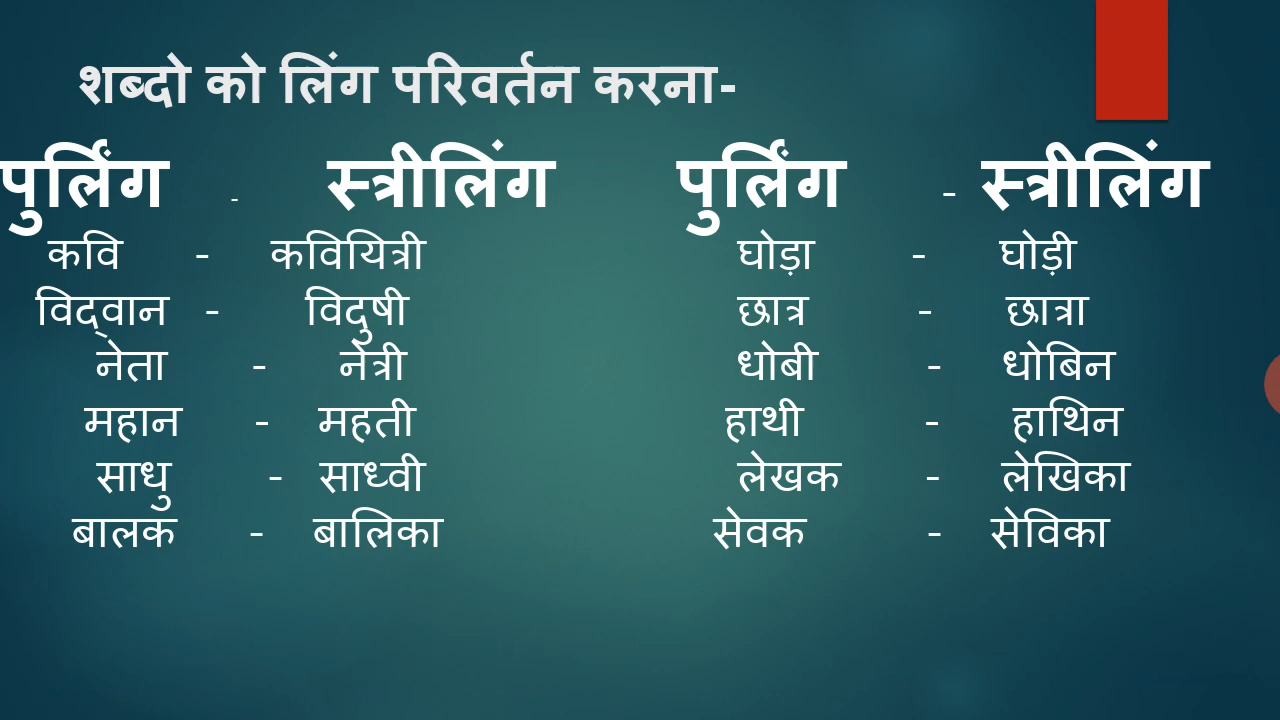 शब्दो को लिंग परिवर्तन करना-
पुर्लिंग - स्त्रीलिंग पुर्लिंग - स्त्रीलिंग
कवि - कवियित्री घोड़ा - घोड़ी
विद्‌वान - विदुषी छात्र - छात्रा
नेता - नेत्री धोबी - धोबिन
महान - महती हाथी - हाथिन
साधु - साध्वी लेखक - लेखिका
बालक - बालिका सेवक - सेविका